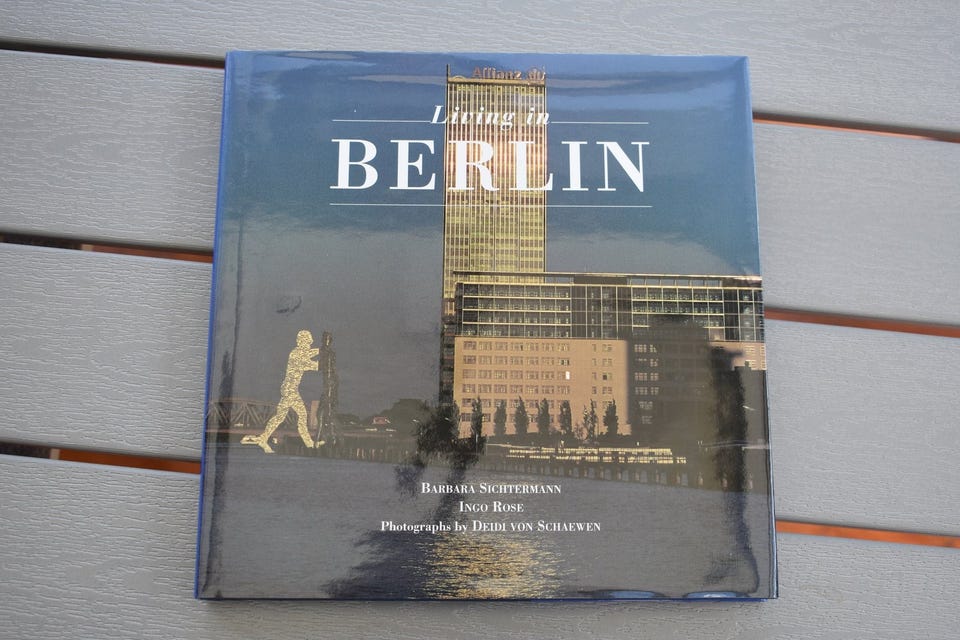 Allianz
Living in
BERLIN
BARBARA SICHTERMANN
INGO ROSE
Photographs by DEIDI VON SCHAEWEN